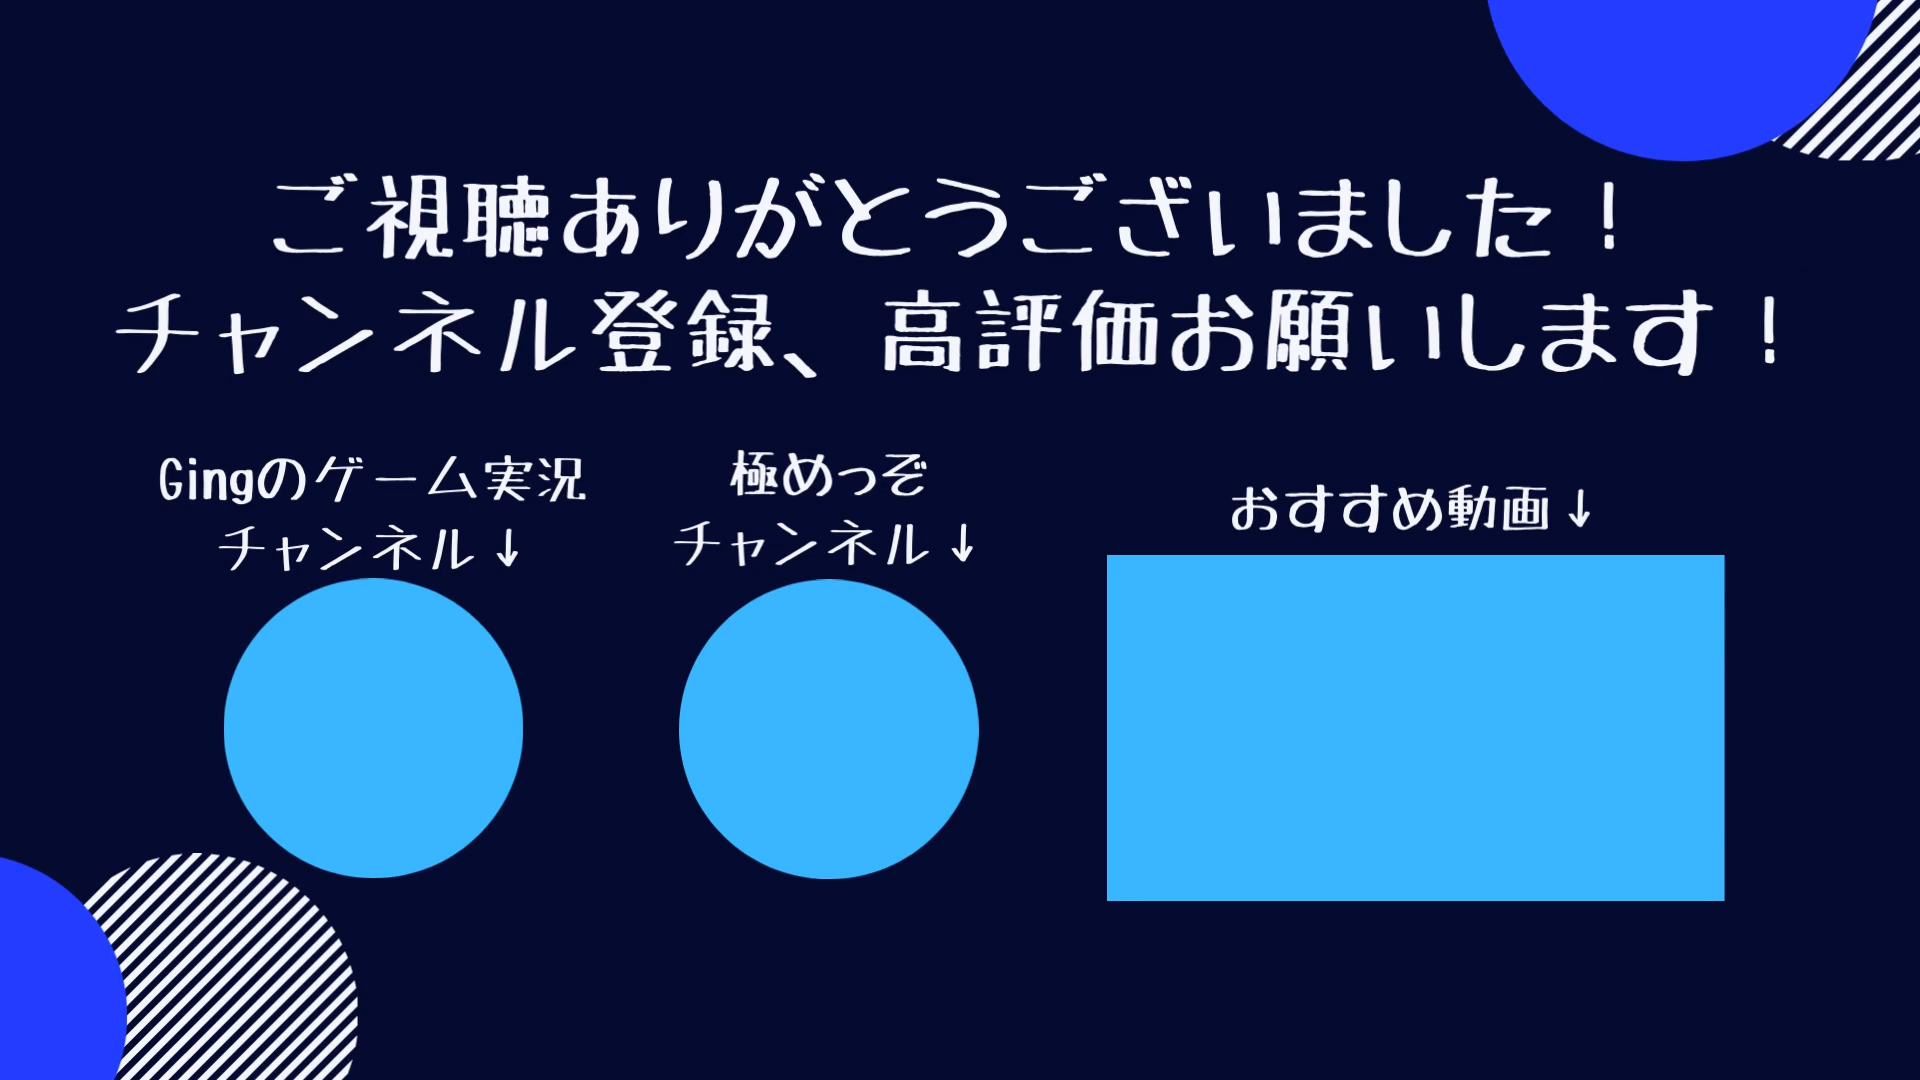 ご視聴ありがとうございました！
チャンネル登録、高評価お願いします！
Gingのゲーム実況
チャンネル↓
極めっぞ
チャンネル↓
おすすめ動画↓